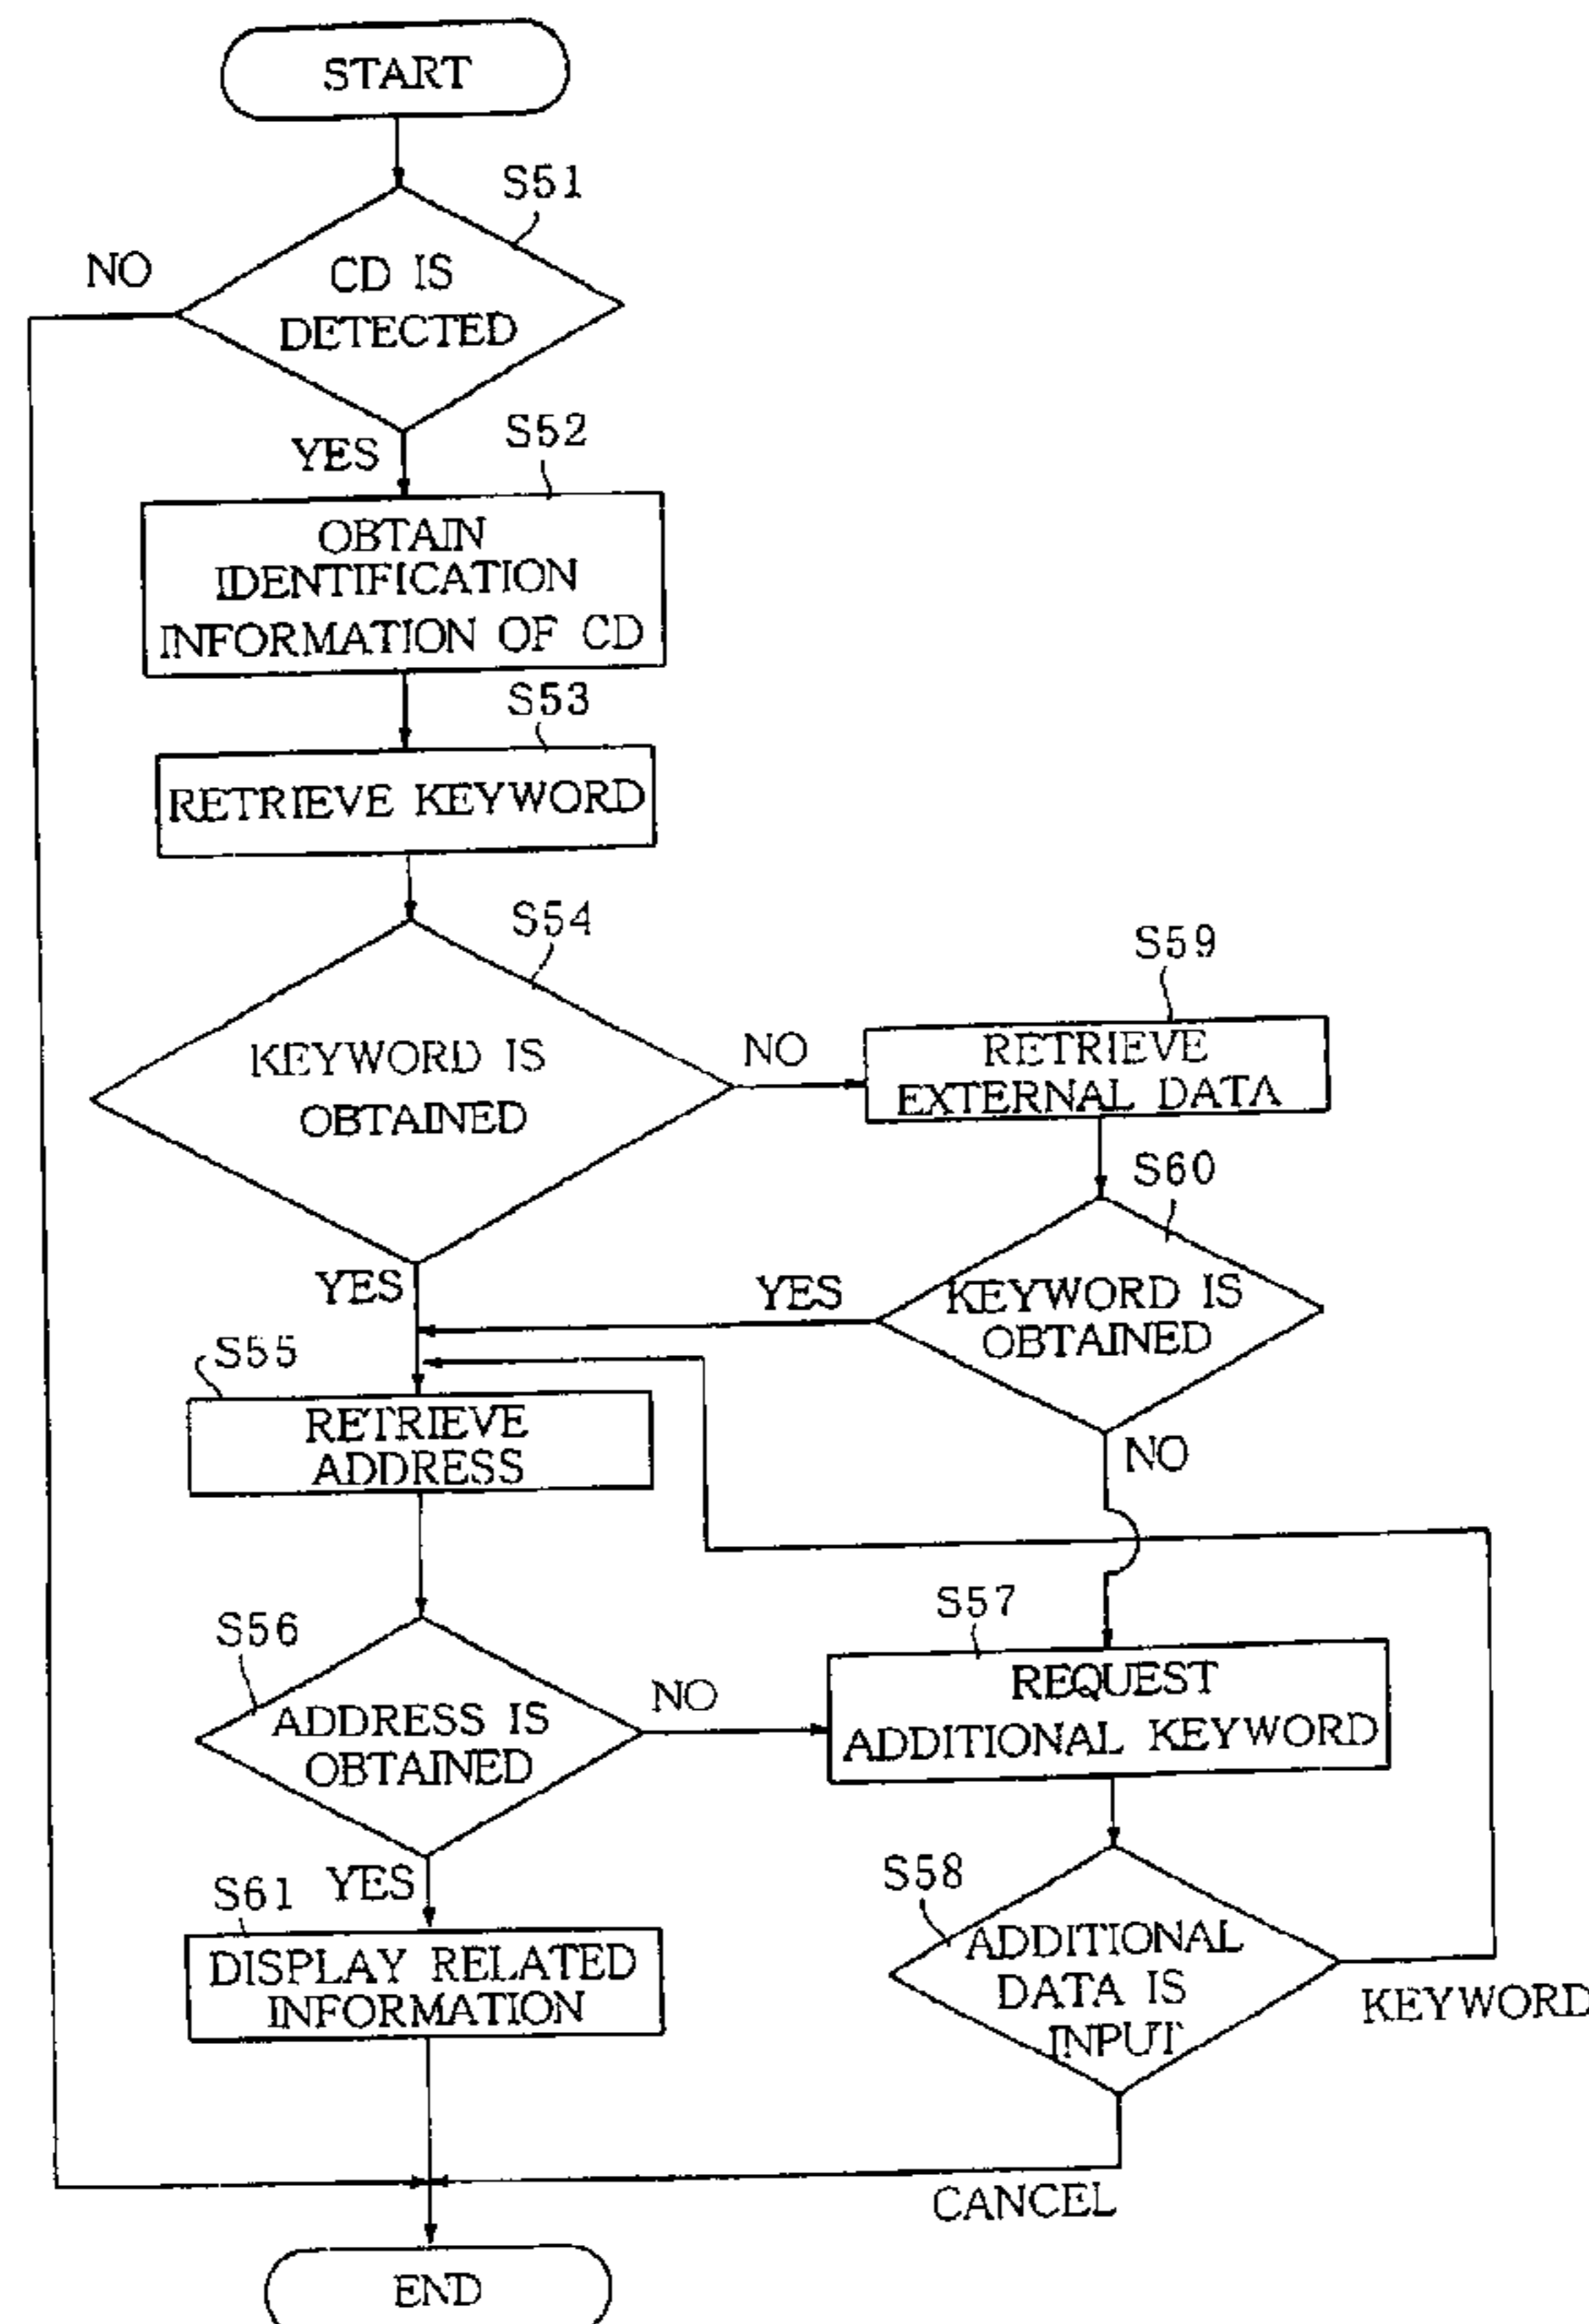 START
S51
NO
CD IS
DETECTED
YES
S52
OBTAIN
IDENTIFICATION
INFORMATION OF CD
S53
RETRIEVE KEYWORD
S54
KEYWORD IS
OBTAINED
NO
S59
RETRIEVE
EXTERNAL DATA
S60
KEYWORD IS
OBTAINED
YES
YES
NO
S55
RETRIEVE
ADDRESS
S56
ADDRESS IS
OBTAINED
NO
S57
REQUEST
ADDITIONAL KEYWORD
S58
ADDITIONAL
DATA IS
INPUT
KEYWORD
YES
S61
DISPLAY RELATED
INFORMATION
CANCEL
END